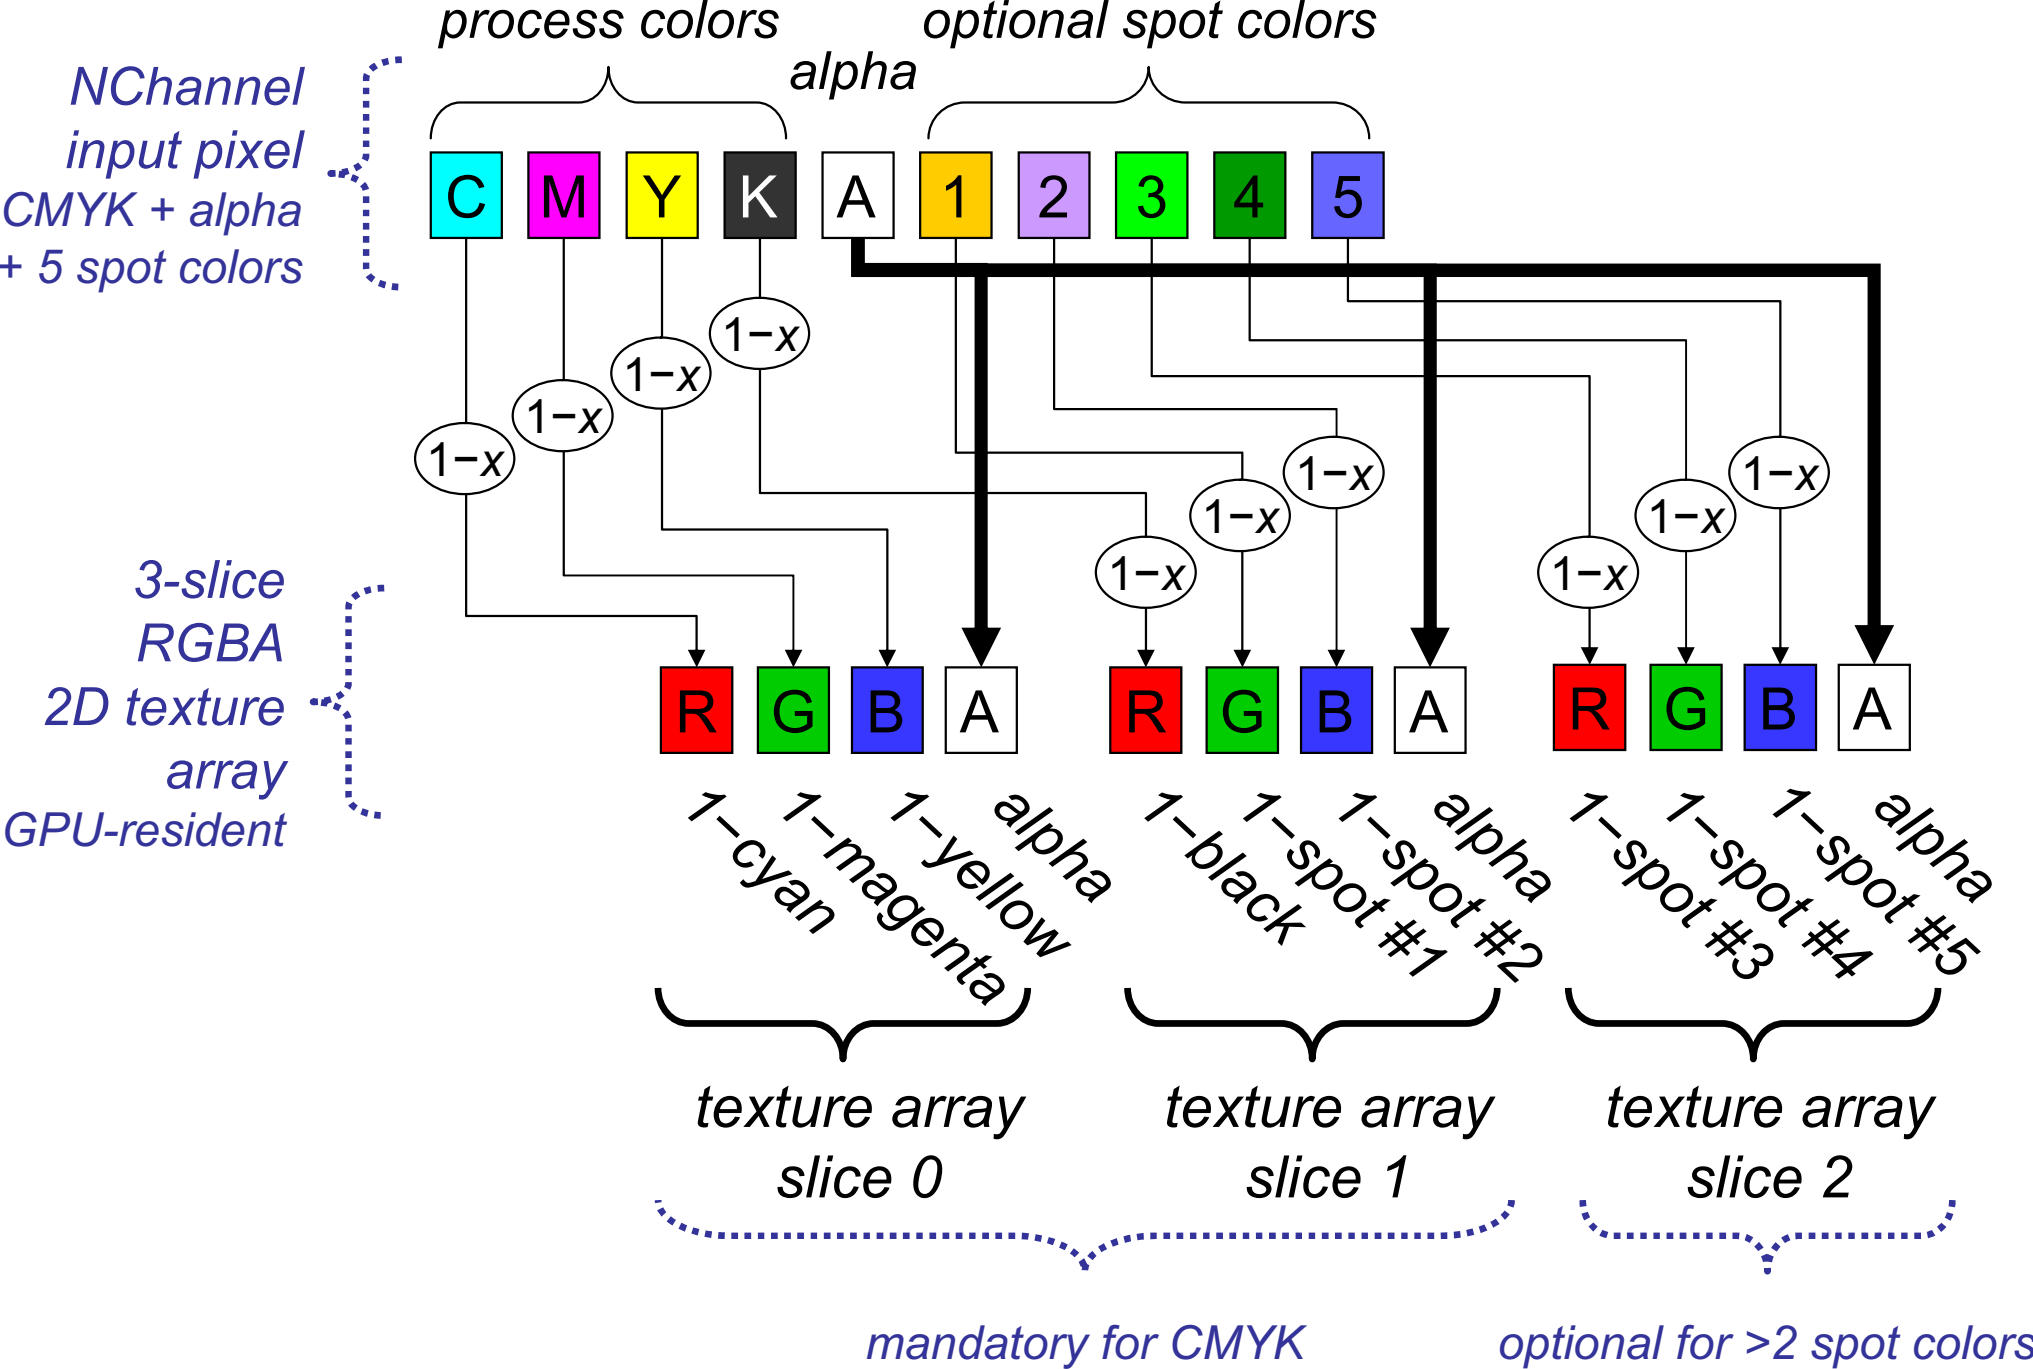 process colors
optional spot colors
alpha
NChannel
input pixel
CMYK + alpha
+ 5 spot colors
C M Y K A 1 2 3 4 5
1−x
1−x
1−x
1−x
1−x
1−x
1−x
1−x
1−x
3-slice
RGBA
2D texture
array
GPU-resident
R G B A R G B A R G B A
1−cyan
1−magenta
1−yellow
alpha
1−black
1−spot #1
1−spot #2
alpha
1−spot #3
1−spot #4
1−spot #5
alpha
texture array
slice 0
texture array
slice 1
texture array
slice 2
mandatory for CMYK
optional for >2 spot colors